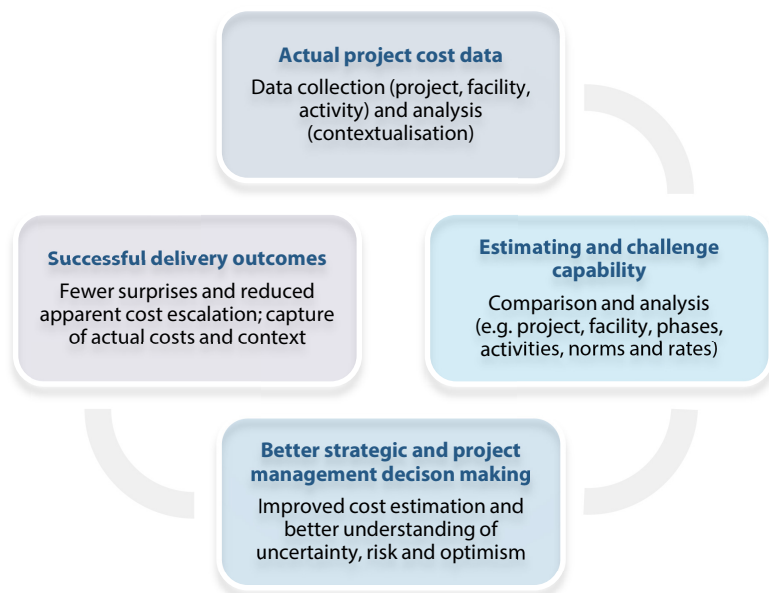 Actual project cost data
Data collection (project, facility,
activity) and analysis
(contextualisation)
Successful delivery outcomes
Fewer surprises and reduced
apparent cost escalation; capture
of actual costs and context
Estimating and challenge
capability
Comparison and analysis
(e.g. project, facility, phases,
activities, norms and rates)
Better strategic and project
management decison making
Improved cost estimation and
better understanding of
uncertainty, risk and optimism